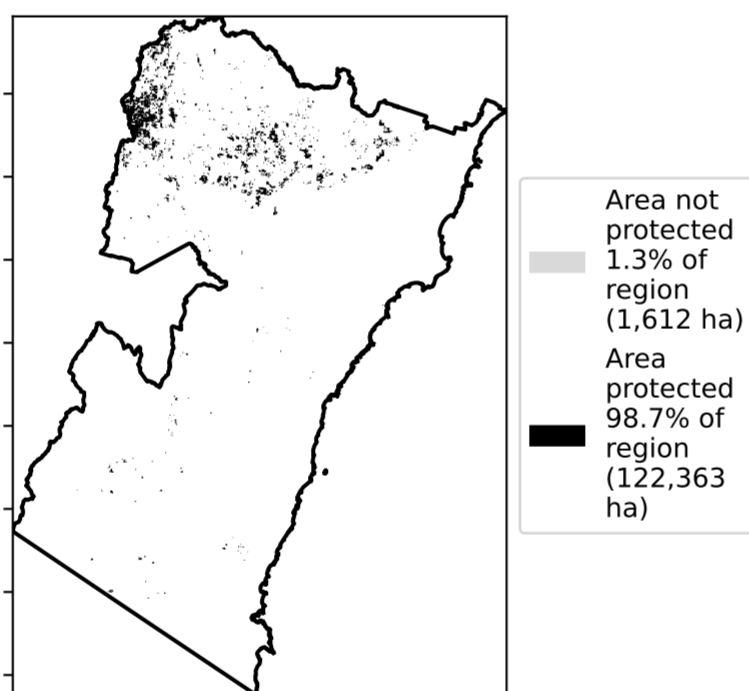 Area not
protected
1.3% of
region
(1,612 ha)
Area
protected
98.7% of
region
(122,363
ha)